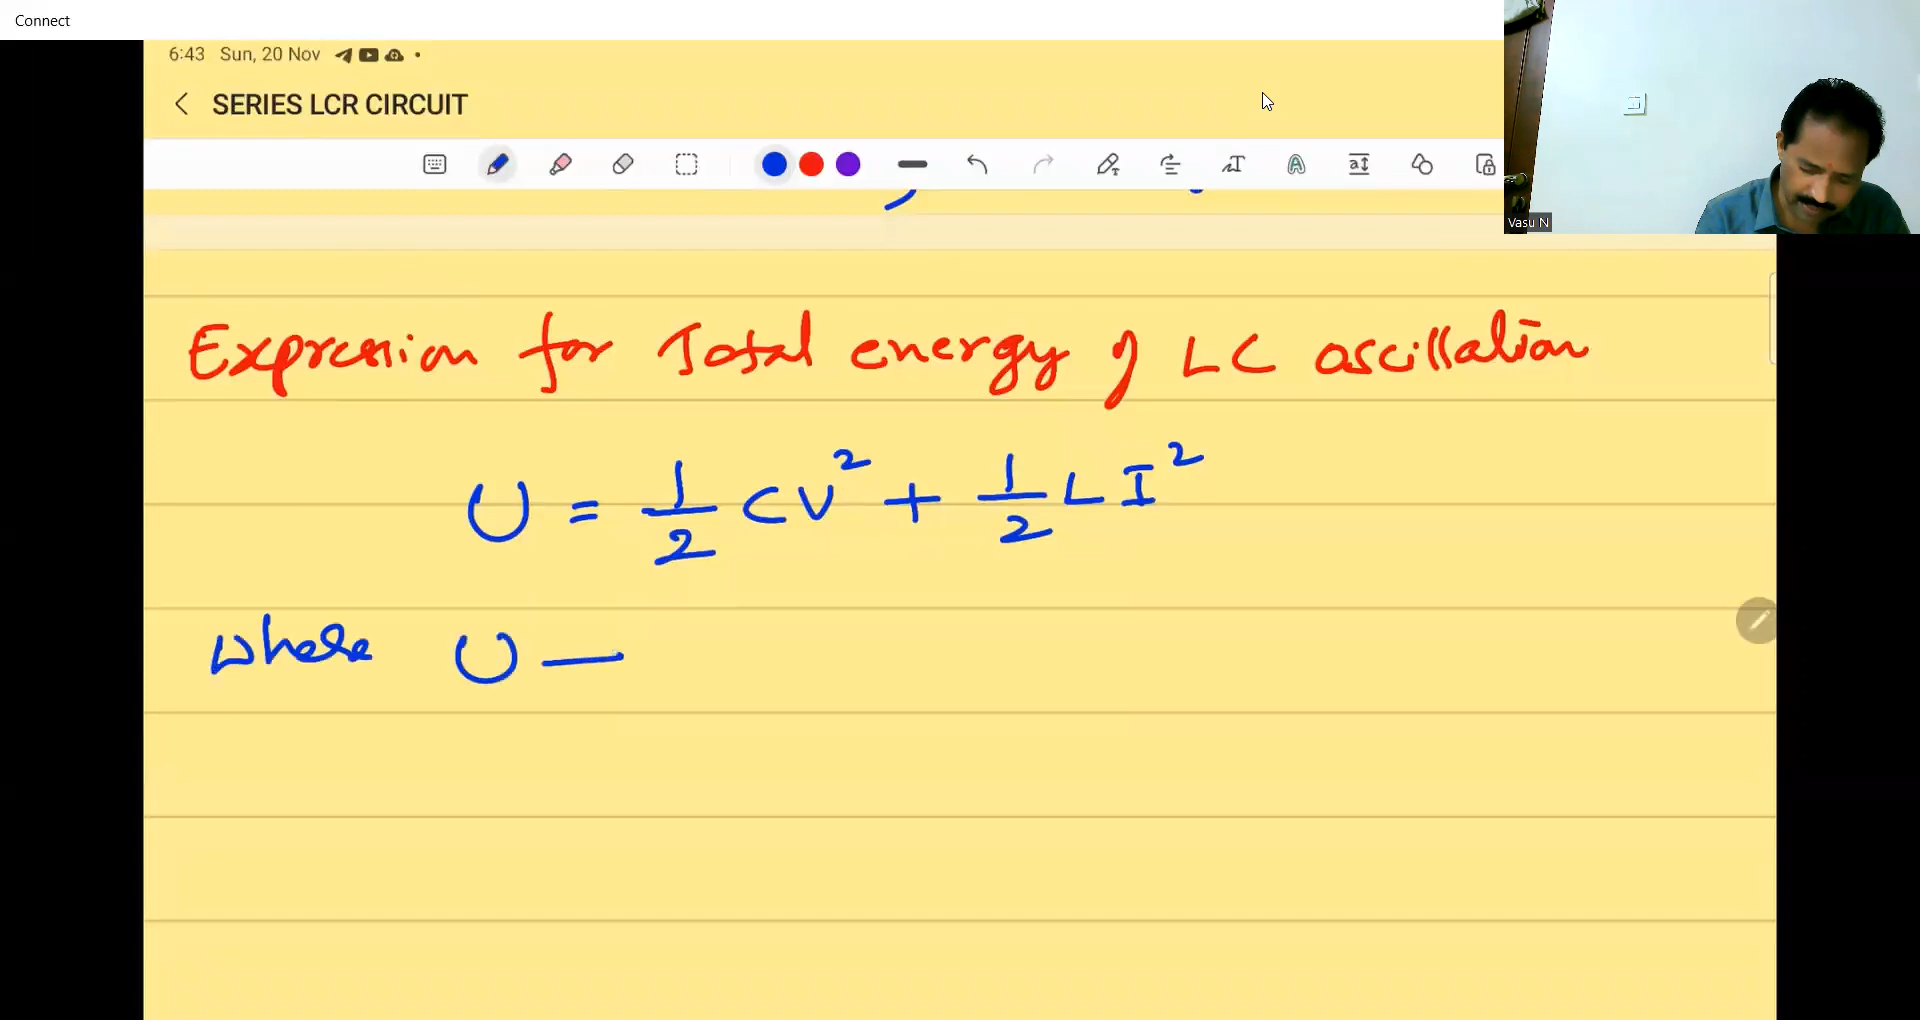 Connect
6:43 Sun, 20 Nov
SERIES LCR CIRCUIT
Vasu N
Expression for Total energy of LC oscillation
U = 1/2 CV² + 1/2 LI²
where U —